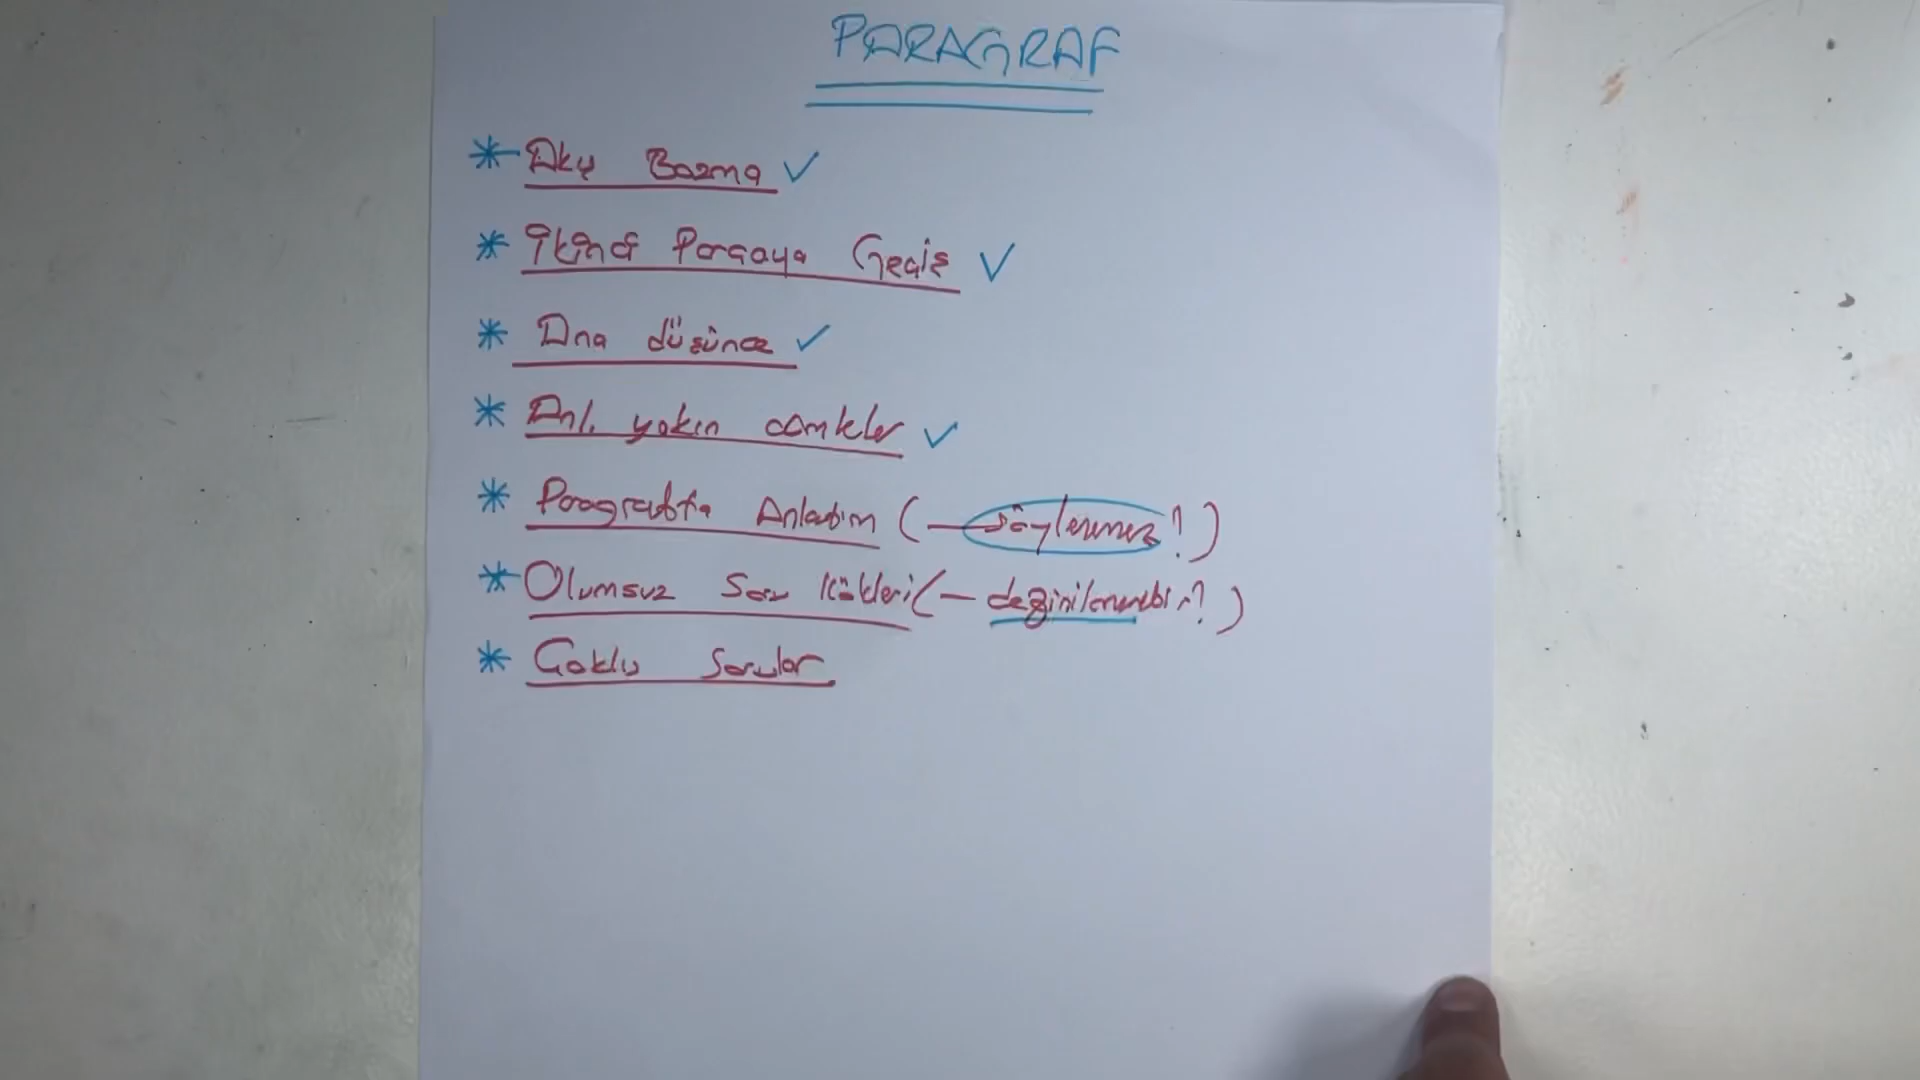 PARAGRAF
* Akış Bozma ✓
* İkinci Parçaya Geçiş ✓
* Ana düşünce ✓
* Anl. yakın cümleler ✓
* Paragrafta Anlatım (— söylenemez?)
* Olumsuz Soru Kökleri (— değinilmemiştir?)
* Çoklu Sorular